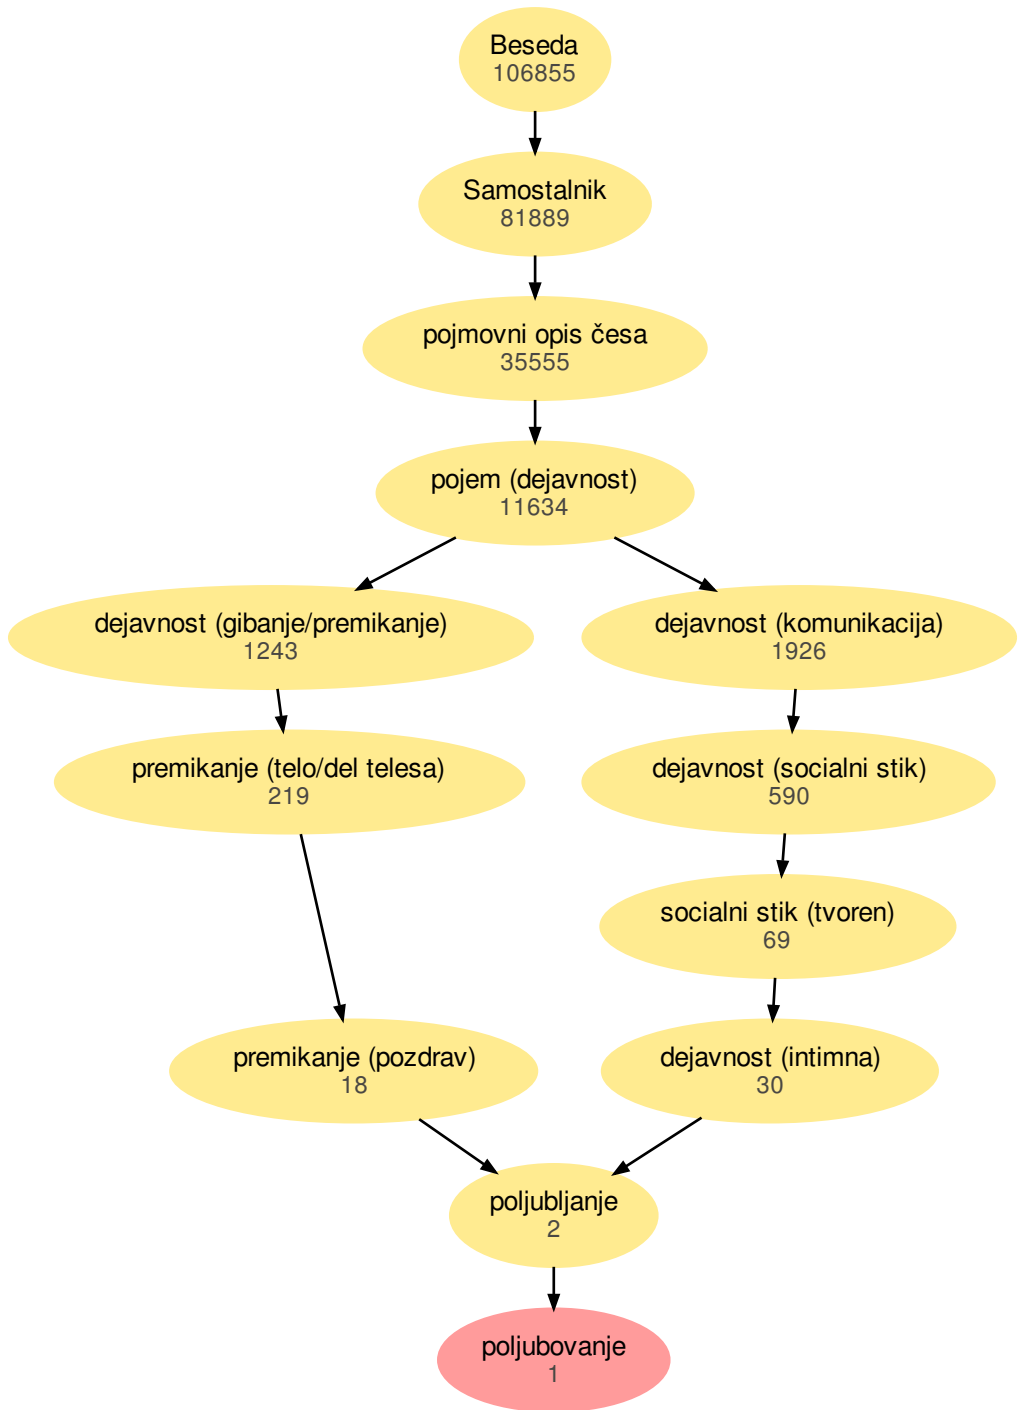 Beseda
106855
Samostalnik
81889
pojmovni opis česa
35555
pojem (dejavnost)
11634
dejavnost (gibanje/premikanje)
1243
dejavnost (komunikacija)
1926
premikanje (telo/del telesa)
219
dejavnost (socialni stik)
590
socialni stik (tvoren)
69
premikanje (pozdrav)
18
dejavnost (intimna)
30
poljubljanje
2
poljubovanje
1